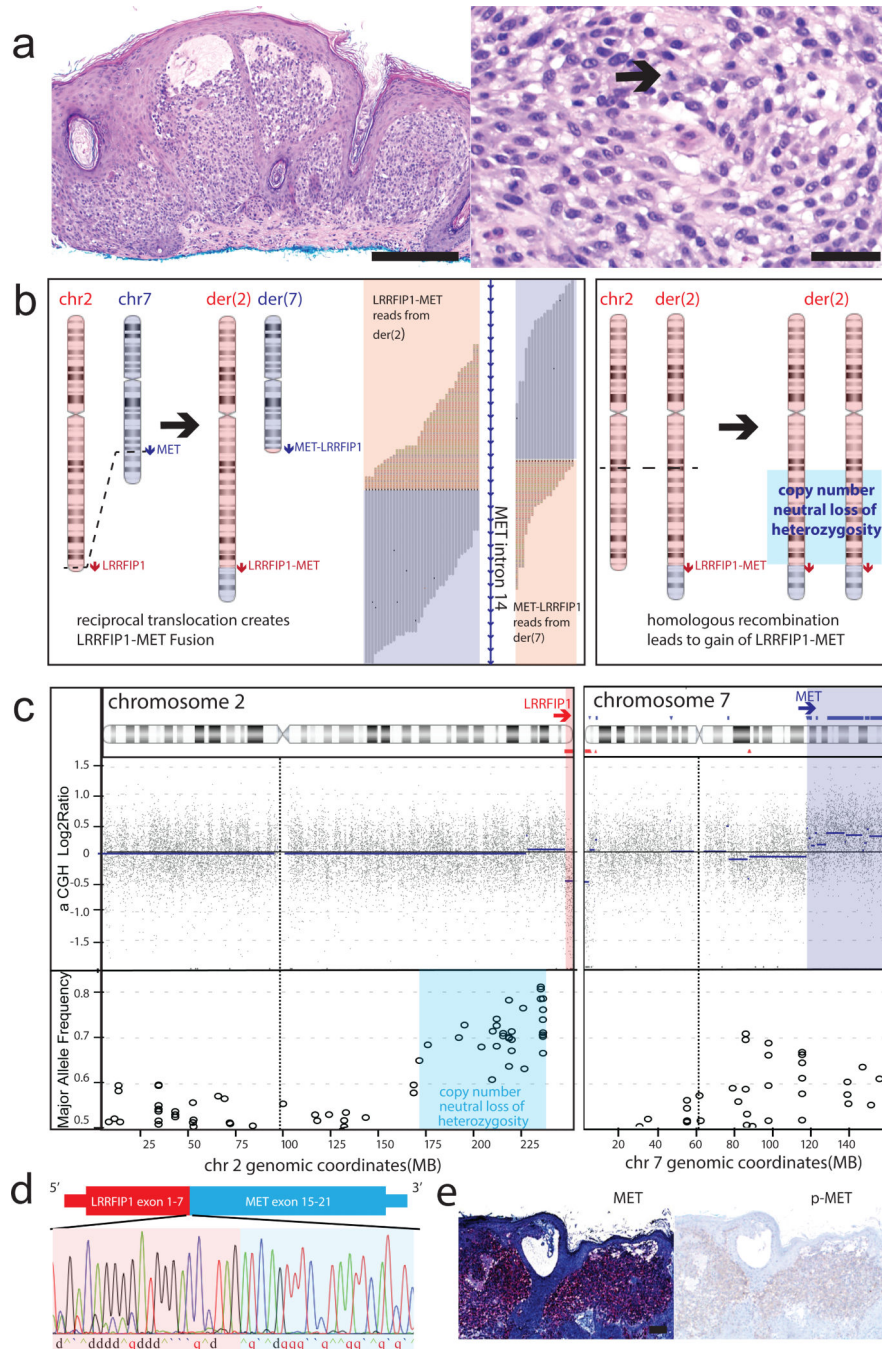 a
b
chr2
chr7
der(2)
der(7)
MET
MET-LRRFIP1
LRRFIP1
LRRFIP1-MET
reciprocal translocation creates
LRRFIP1-MET Fusion
LRRFIP1-MET
reads from
der(2)
MET intron 14
MET-LRRFIP1
reads from
der(7)
chr2
der(2)
der(2)
copy number
neutral loss of
heterozygosity
LRRFIP1-MET
homologous recombination
leads to gain of LRRFIP1-MET
c
chromosome 2
LRRFIP1
chromosome 7
MET
a CGH Log2Ratio
1.5
1.0
0.5
0
-0.5
-1.0
-1.5
Major Allele Frequency
0.8
0.7
0.6
0.5
copy number
neutral loss of
heterozygosity
25 50 75 100 125 150 175 200 225
chr 2 genomic coordinates(MB)
20 40 60 80 100 120 140
chr 7 genomic coordinates(MB)
d
5'
3'
LRRFIP1 exon 1-7
MET exon 15-21
e
MET
p-MET